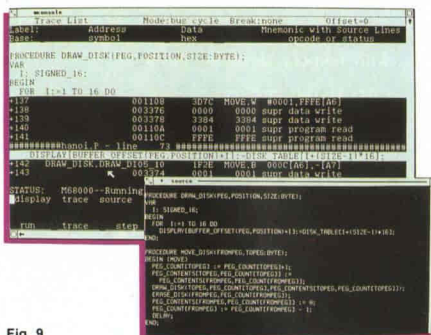 mconsole
Trace List Mode:bus cycle Break:none Offset=0
Label: Address Data Mnemonic with Source Lines
Base: symbol hex opcode or status
PROCEDURE DRAW_DISK(PEG,POSITION,SIZE:BYTE);
VAR
I: SIGNED_16;
BEGIN
FOR I:=1 TO 16 DO
+137 001108 3D7C MOVE.W #0001,FFFE[A6]
+138 003376 0000 0000 supr data write
+139 003378 3384 3384 supr data write
+140 00110A 0001 0001 supr program read
+141 00110C FFFE FFFE supr program read
##########hanoi.P - line 73 ##########
DISPLAY[BUFFER_OFFSET(PEG,POSITION)+I]:=DISK_TABLE[I+(SIZE-1)*16];
+142 DRAW_DISK.DRAW_DIS5_10 1F2E MOVE.B 000C[A6],-[A7]
+143 003374 0001 0001 supr data write
STATUS: M68000--Running
display trace
run trace step
source
PROCEDURE DRAW_DISK(PEG,POSITION,SIZE:BYTE);
VAR
I: SIGNED_16;
BEGIN
FOR I:=1 TO 16 DO
DISPLAY[BUFFER_OFFSET(PEG,POSITION)+I]:=DISK_TABLE[I+(SIZE-1)*16];
END;
PROCEDURE MOVE_DISK(FROMPEG,TOPEG:BYTE);
BEGIN {MOVE}
PEG_COUNT[TOPEG] := PEG_COUNT[TOPEG]+1;
PEG_CONTENTS[TOPEG,PEG_COUNT[TOPEG]] :=
PEG_CONTENTS[FROMPEG,PEG_COUNT[FROMPEG]];
DRAW_DISK(TOPEG,PEG_COUNT[TOPEG],PEG_CONTENTS[TOPEG,PEG_COUNT[TOPEG]]);
ERASE_DISK(FROMPEG,PEG_COUNT[FROMPEG]);
PEG_CONTENTS[FROMPEG,PEG_COUNT[FROMPEG]] := 0;
PEG_COUNT[FROMPEG] := PEG_COUNT[FROMPEG] - 1;
DELAY;
END;
Fig. 9